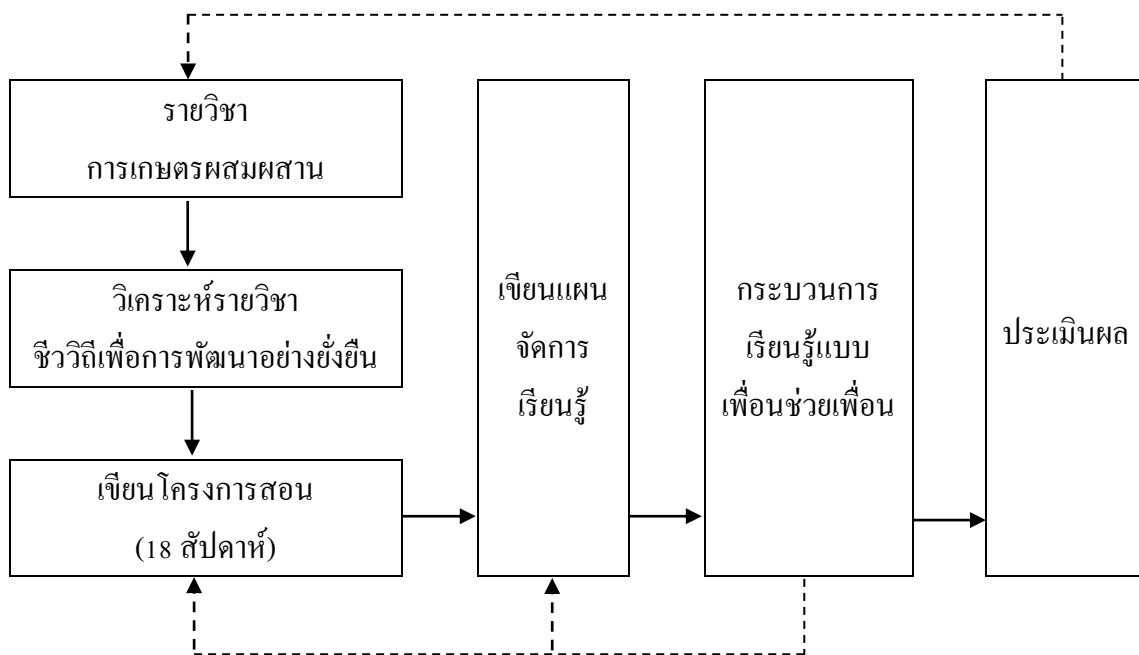 รายวิชา
การเกษตรผสมผสาน
วิเคราะห์รายวิชา
ชีววิถีเพื่อการพัฒนาอย่างยั่งยืน
เขียนโครงการสอน
(18 สัปดาห์)
เขียนแผน
จัดการ
เรียนรู้
กระบวนการ
เรียนรู้แบบ
เพื่อนช่วยเพื่อน
ประเมินผล